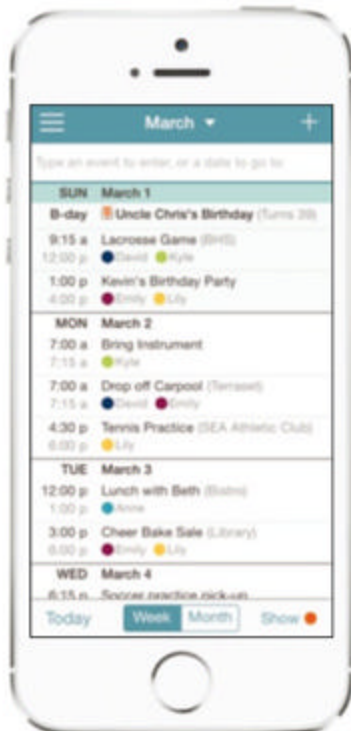 March
Type an event to enter, or a date to go to
SUN March 1
B-day Uncle Chris's Birthday (Turns 39)
9:15 a Lacrosse Game (BHS)
12:00 p David Kyle
1:00 p Kevin's Birthday Party
4:00 p Emily Lily
MON March 2
7:00 a Bring Instrument
7:15 a Kyle
7:00 a Drop off Carpool (Terraset)
7:15 a David Emily
4:30 p Tennis Practice (SEA Athletic Club)
6:00 p Lily
TUE March 3
12:00 p Lunch with Beth (Bistro)
1:00 p Anne
3:00 p Cheer Bake Sale (Library)
6:00 p Emily Lily
WED March 4
6:15 p Soccer practice pick-up
Today Week Month Show